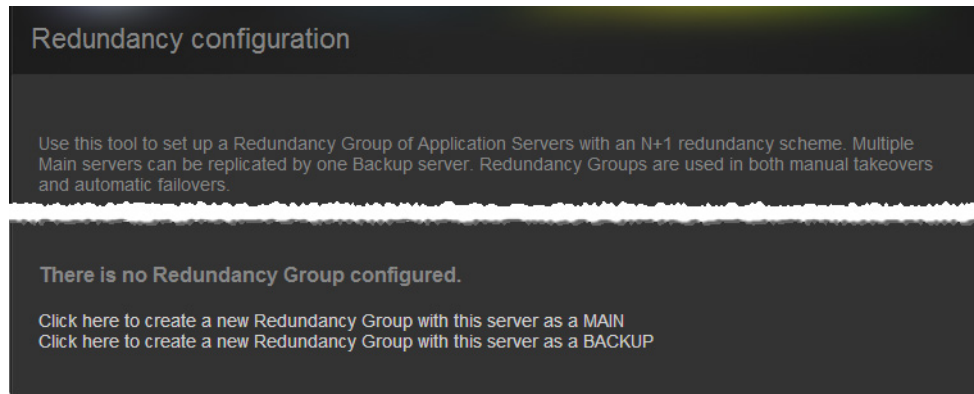 Redundancy configuration
Use this tool to set up a Redundancy Group of Application Servers with an N+1 redundancy scheme. Multiple
Main servers can be replicated by one Backup server. Redundancy Groups are used in both manual takeovers
and automatic failovers.
There is no Redundancy Group configured.
Click here to create a new Redundancy Group with this server as a MAIN
Click here to create a new Redundancy Group with this server as a BACKUP